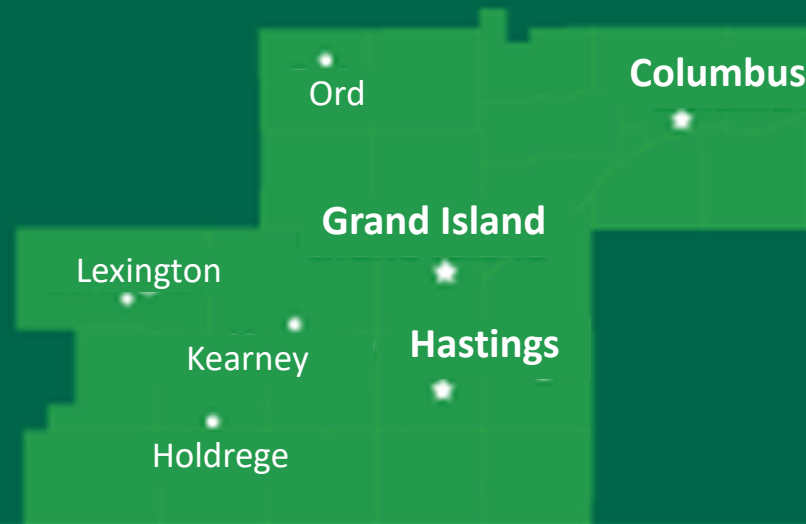 Columbus
Ord
Grand Island
Lexington
Hastings
Kearney
Holdrege